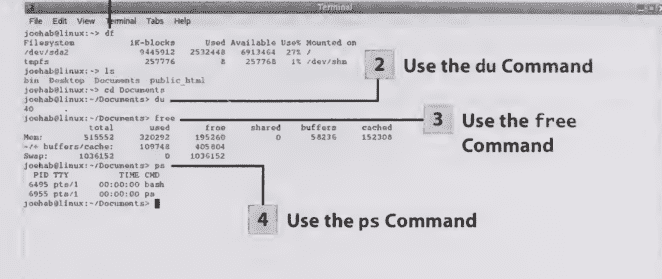 Terminal
File Edit View Terminal Tabs Help
joehab@linux:~> df
Filesystem 1K-blocks Used Available Use% Mounted on
/dev/sda2 9445912 2532448 6913464 27% /
tmpfs 257776 8 257768 1% /dev/shm
joehab@linux:~> ls
bin Desktop Documents public_html
joehab@linux:~> cd Documents
joehab@linux:~/Documents> du
40 .
joehab@linux:~/Documents> free
total used free shared buffers cached
Mem: 515552 320292 195260 0 58236 152308
-/+ buffers/cache: 109748 405804
Swap: 1036152 0 1036152
joehab@linux:~/Documents> ps
PID TTY TIME CMD
6495 pts/1 00:00:00 bash
6955 pts/1 00:00:00 ps
joehab@linux:~/Documents>
2 Use the du Command
3 Use the free
Command
4 Use the ps Command